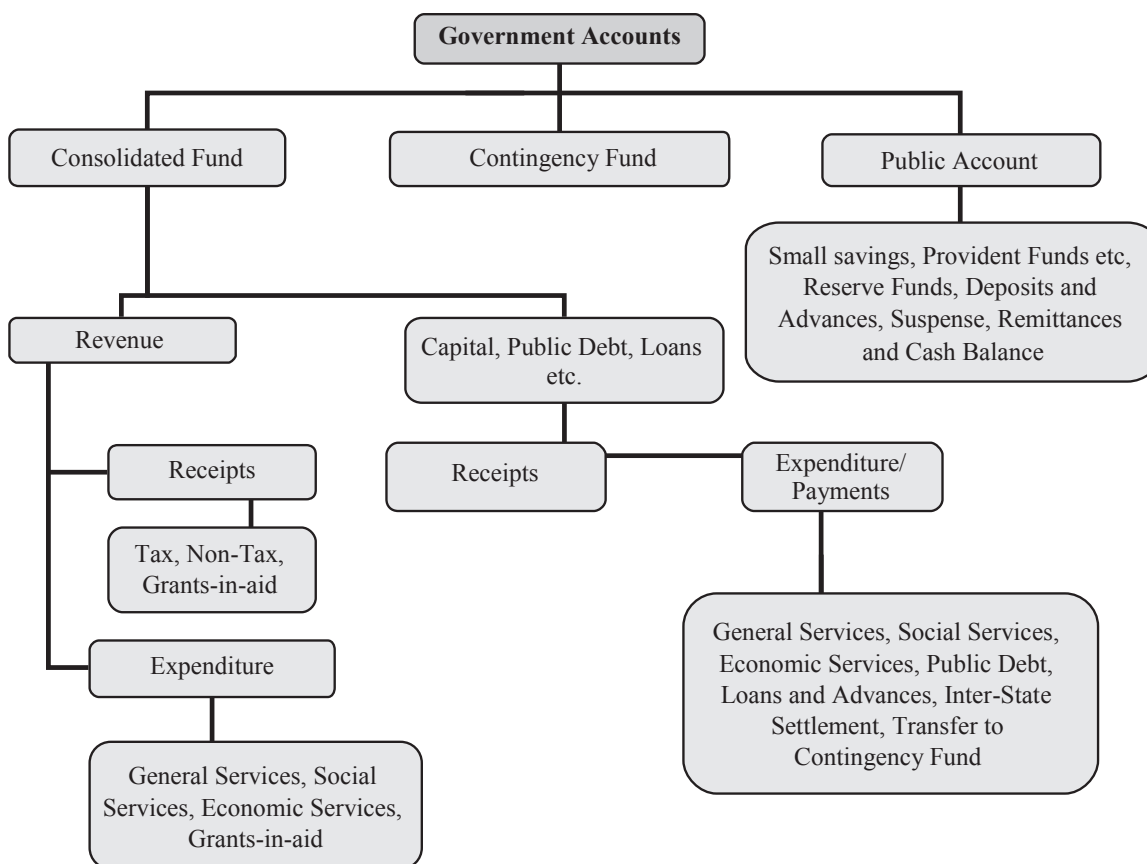 Government Accounts
Consolidated Fund
Contingency Fund
Public Account
Small savings, Provident Funds etc,
Reserve Funds, Deposits and
Advances, Suspense, Remittances
and Cash Balance
Revenue
Capital, Public Debt, Loans
etc.
Receipts
Receipts
Expenditure/
Payments
Tax, Non-Tax,
Grants-in-aid
Expenditure
General Services, Social Services,
Economic Services, Public Debt,
Loans and Advances, Inter-State
Settlement, Transfer to
Contingency Fund
General Services, Social
Services, Economic Services,
Grants-in-aid